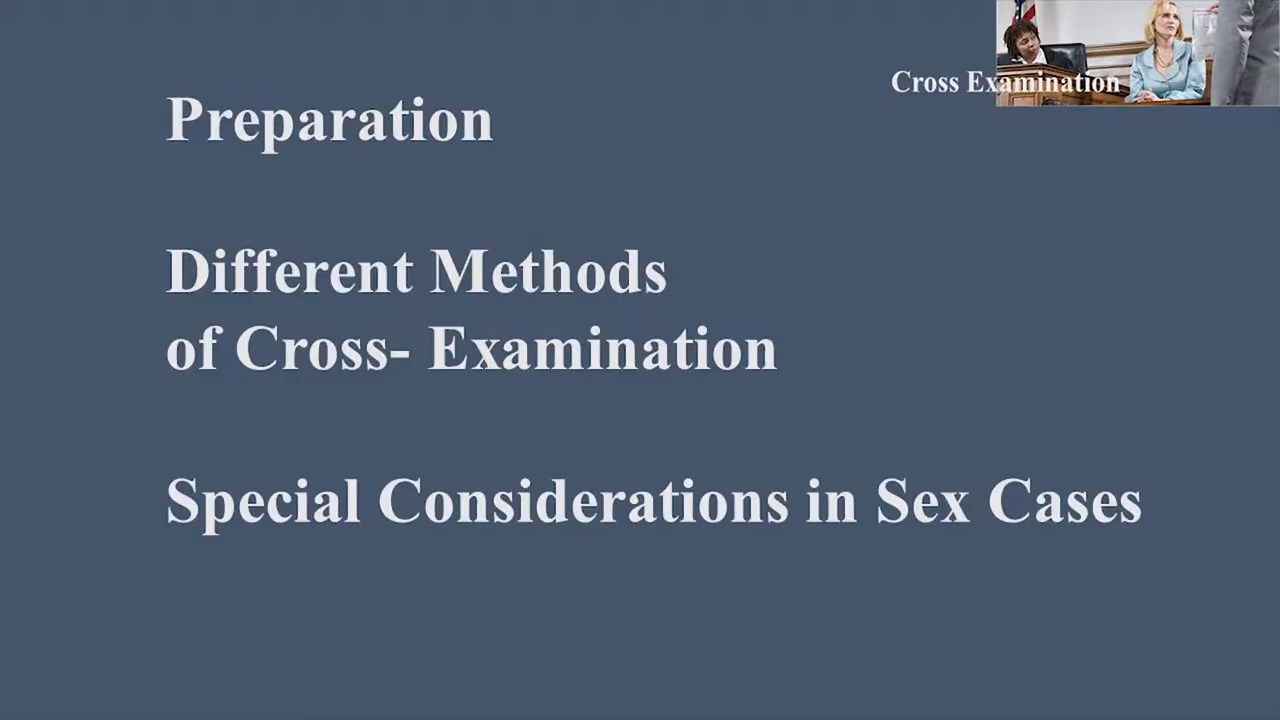 Cross Examination
Preparation
Different Methods
of Cross- Examination
Special Considerations in Sex Cases